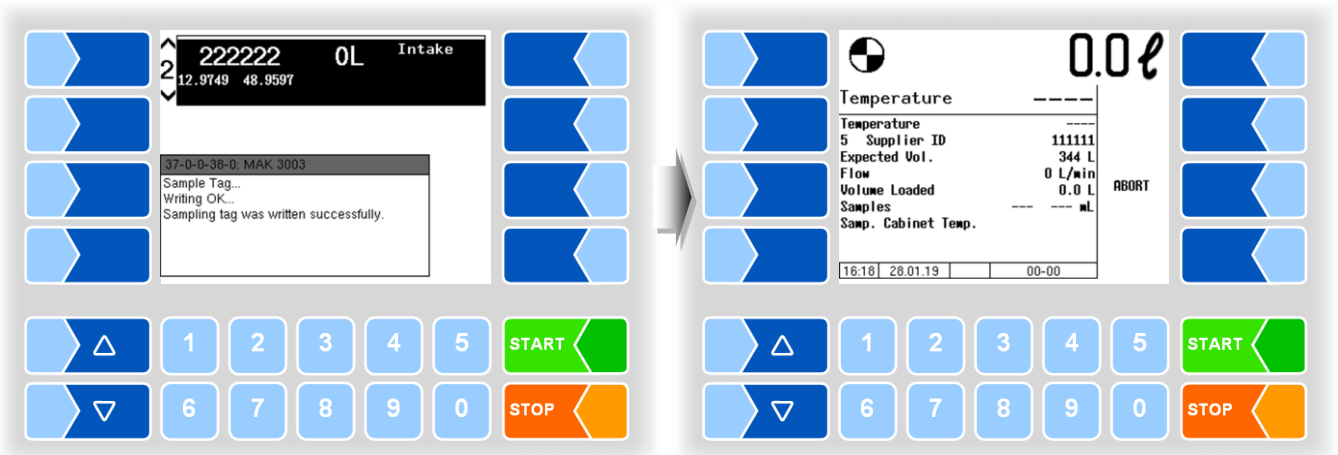 2 222222 0L Intake
12.9749 48.9597
37-0-0-38-0: MAK 3003
Sample Tag...
Writing OK...
Sampling tag was written successfully.
1 2 3 4 5 START
6 7 8 9 0 STOP
0.0 ℓ
Temperature ----
Temperature ----
5 Supplier ID 111111
Expected Vol. 344 L
Flow 0 L/min
Volume Loaded 0.0 L
Samples --- --- mL
Samp. Cabinet Temp.
ABORT
16:18 28.01.19 00-00
1 2 3 4 5 START
6 7 8 9 0 STOP